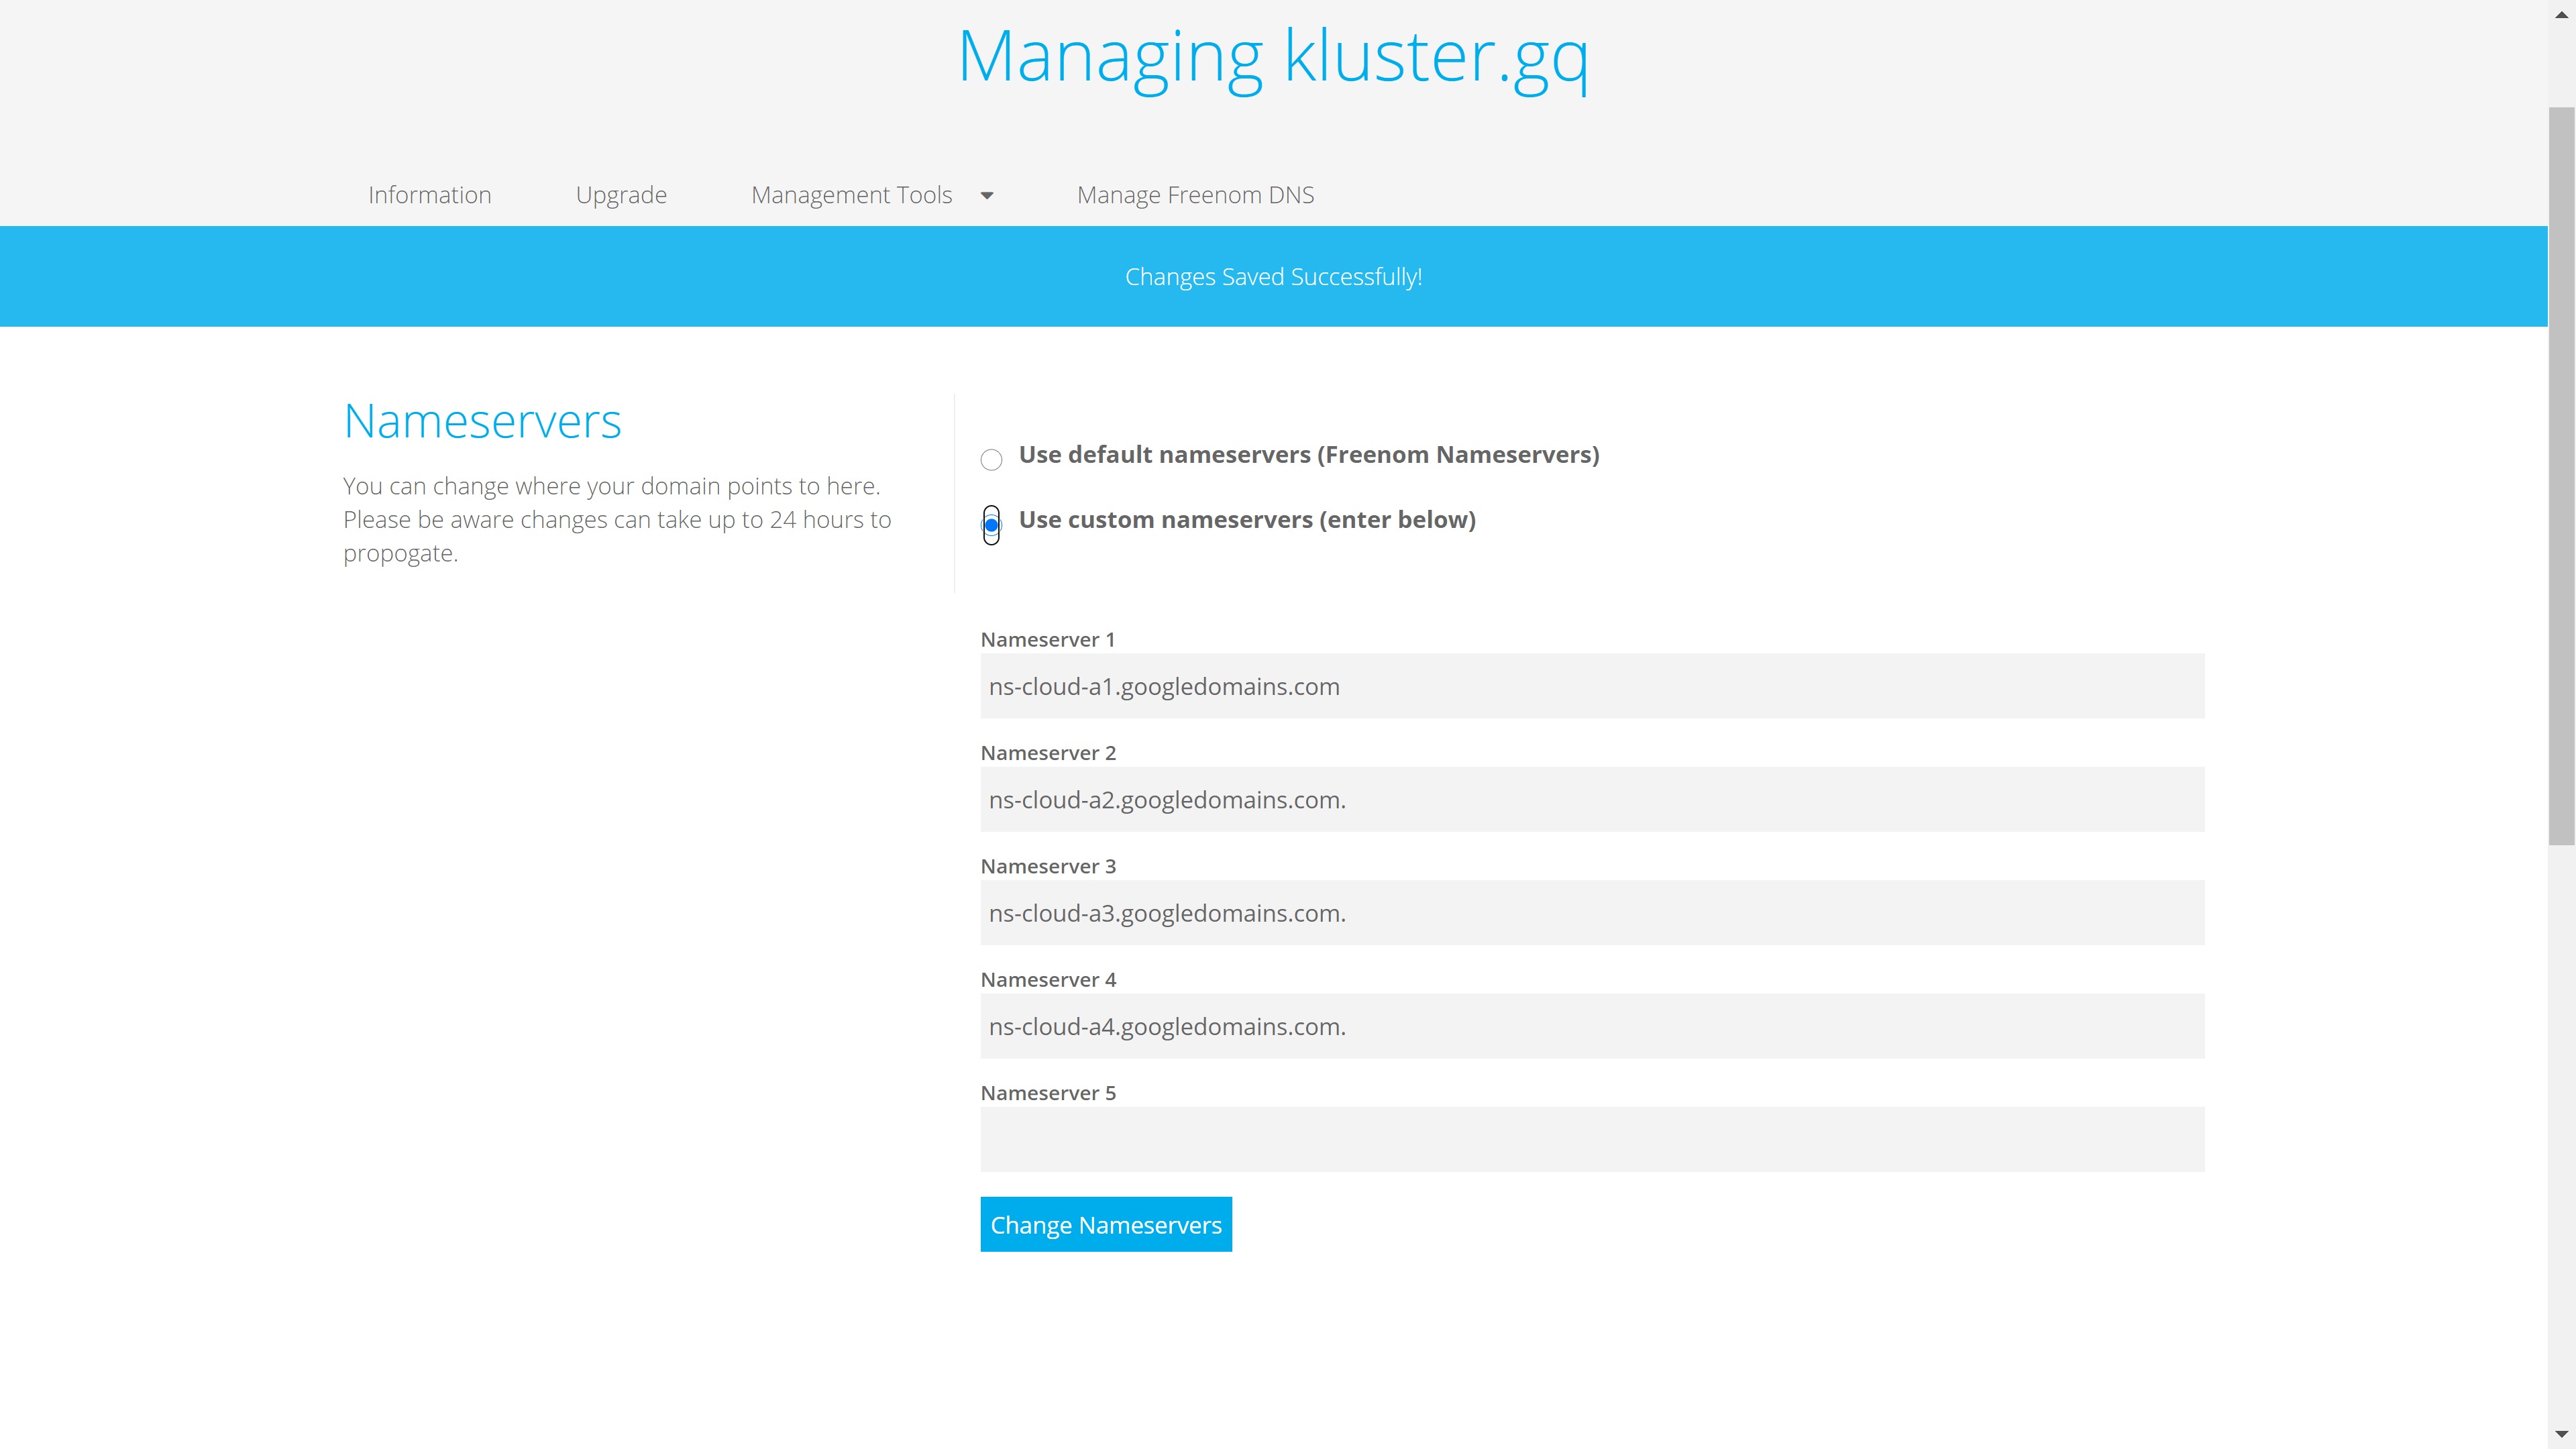 Managing kluster.gq
Information
Upgrade
Management Tools
Manage Freenom DNS
Changes Saved Successfully!
Nameservers
You can change where your domain points to here.
Please be aware changes can take up to 24 hours to
propogate.
Use default nameservers (Freenom Nameservers)
Use custom nameservers (enter below)
Nameserver 1
ns-cloud-a1.googledomains.com
Nameserver 2
ns-cloud-a2.googledomains.com.
Nameserver 3
ns-cloud-a3.googledomains.com.
Nameserver 4
ns-cloud-a4.googledomains.com.
Nameserver 5
Change Nameservers